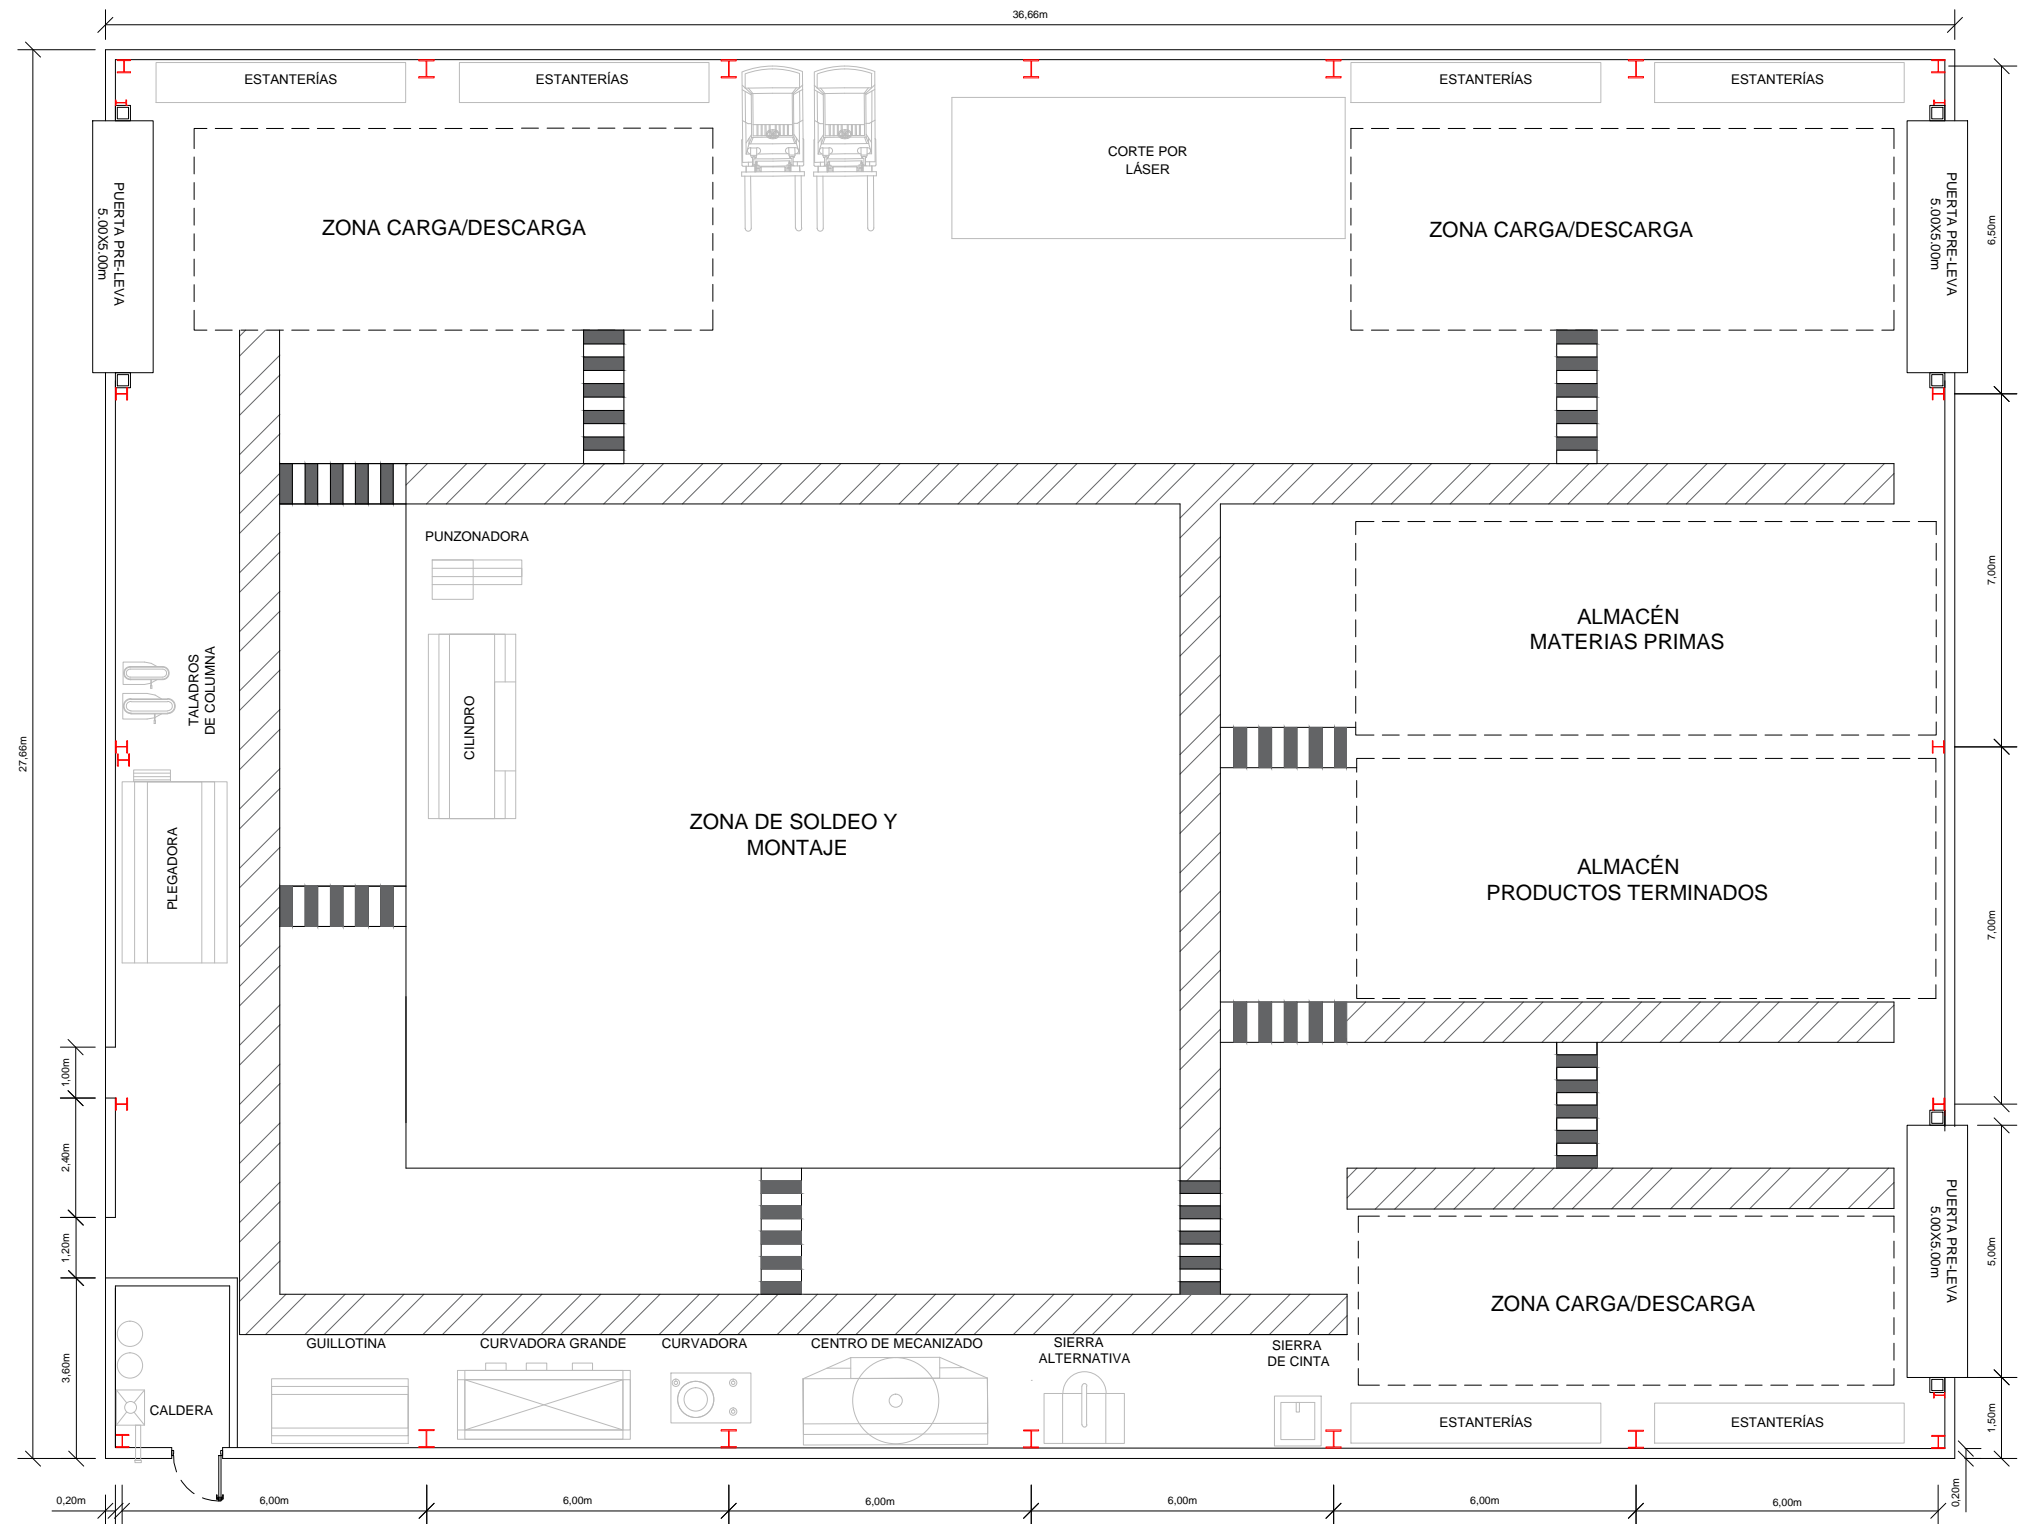 36,66m
ESTANTERÍAS
ESTANTERÍAS
ESTANTERÍAS
ESTANTERÍAS
CORTE POR
LÁSER
PUERTA PRE-LEVA
5.00X5.00m
ZONA CARGA/DESCARGA
ZONA CARGA/DESCARGA
PUERTA PRE-LEVA
5.00X5.00m
6,50m
PUNZONADORA
7,00m
ALMACÉN
MATERIAS PRIMAS
TALADROS
DE COLUMNA
CILINDRO
27,66m
ZONA DE SOLDEO Y
MONTAJE
PLEGADORA
ALMACÉN
PRODUCTOS TERMINADOS
7,00m
1,00m
2,40m
1,20m
3,60m
PUERTA PRE-LEVA
5.00X5.00m
5,00m
ZONA CARGA/DESCARGA
GUILLOTINA
CURVADORA GRANDE
CURVADORA
CENTRO DE MECANIZADO
SIERRA
ALTERNATIVA
SIERRA
DE CINTA
CALDERA
ESTANTERÍAS
ESTANTERÍAS
1,50m
0,20m
6,00m
6,00m
6,00m
6,00m
6,00m
6,00m
0,20m